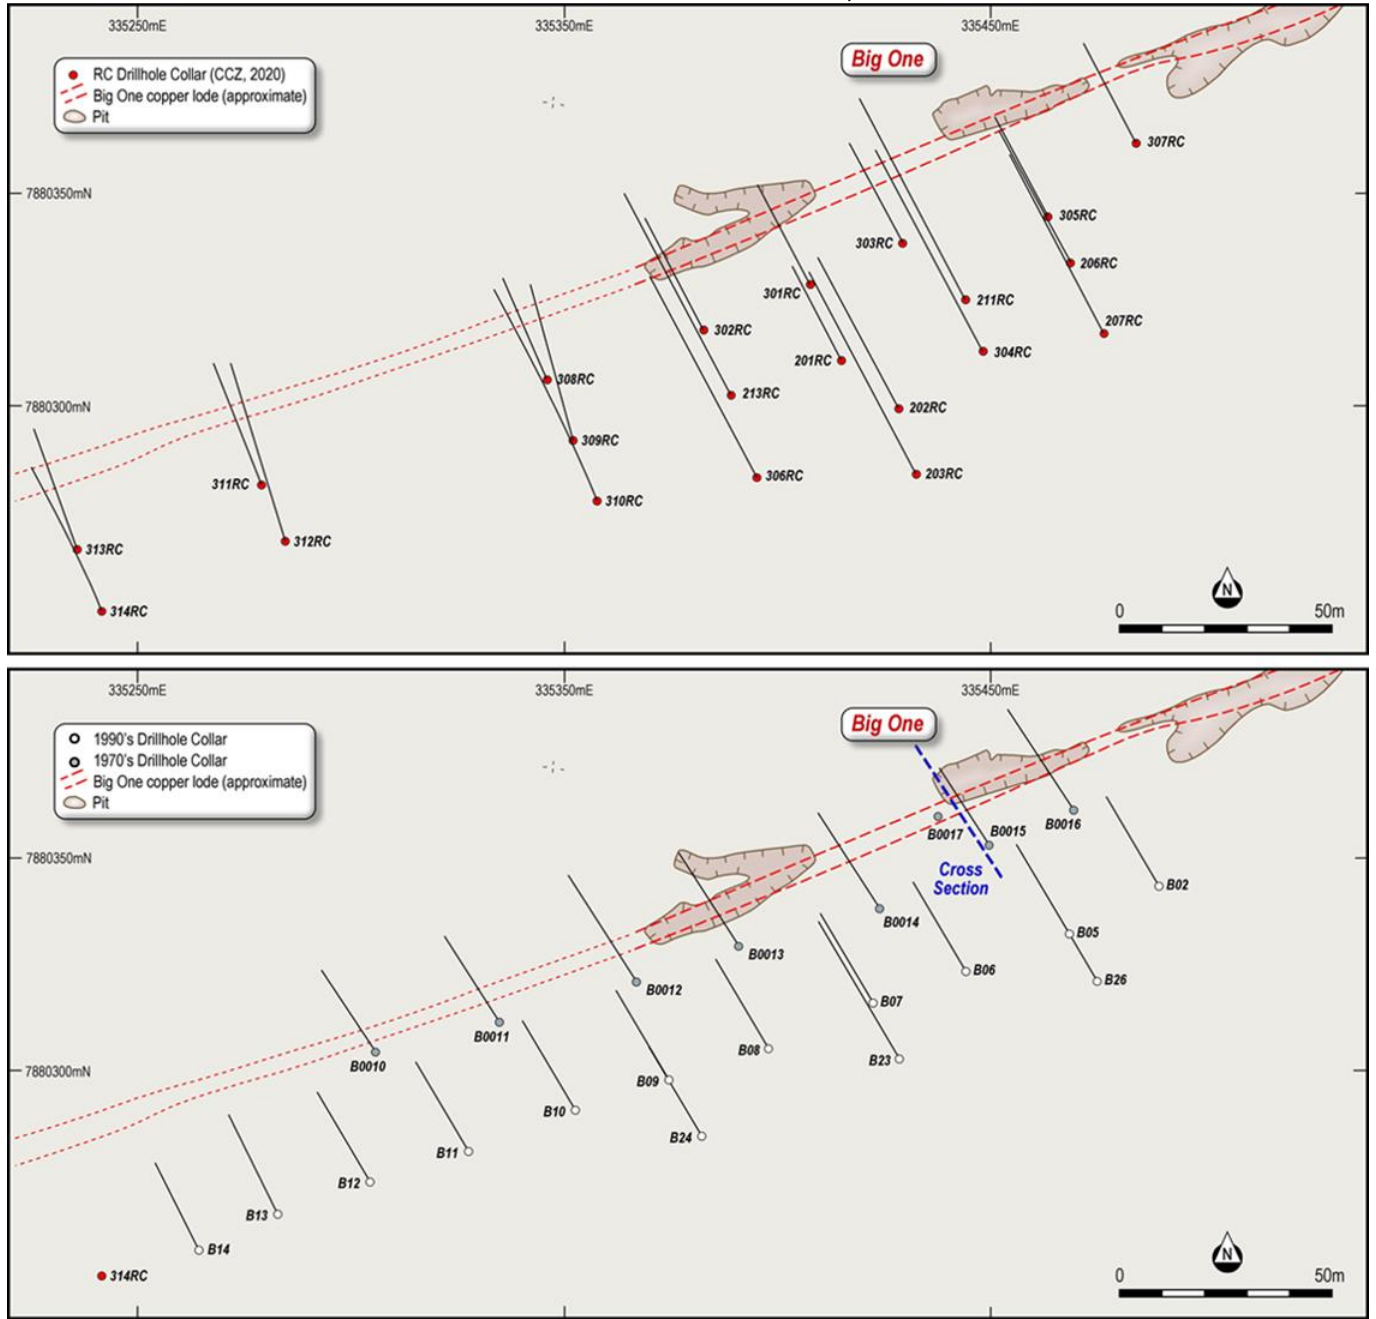 335250mE 335350mE 335450mE
Big One
RC Drillhole Collar (CCZ, 2020)
Big One copper lode (approximate)
Pit
307RC
7880350mN
305RC
303RC
206RC
301RC
211RC
207RC
302RC
304RC
201RC
308RC
213RC
7880300mN
202RC
309RC
203RC
306RC
311RC
310RC
312RC
313RC
314RC
N
0 50m
335250mE 335350mE 335450mE
Big One
1990's Drillhole Collar
1970's Drillhole Collar
Big One copper lode (approximate)
Pit
B0017
B0015
B0016
7880350mN
Cross
Section
B02
B0014
B05
B0013
B06
B26
B0012
B07
B0011
B08
B23
B0010
7880300mN
B09
B10
B24
B11
B12
B13
B14
314RC
N
0 50m